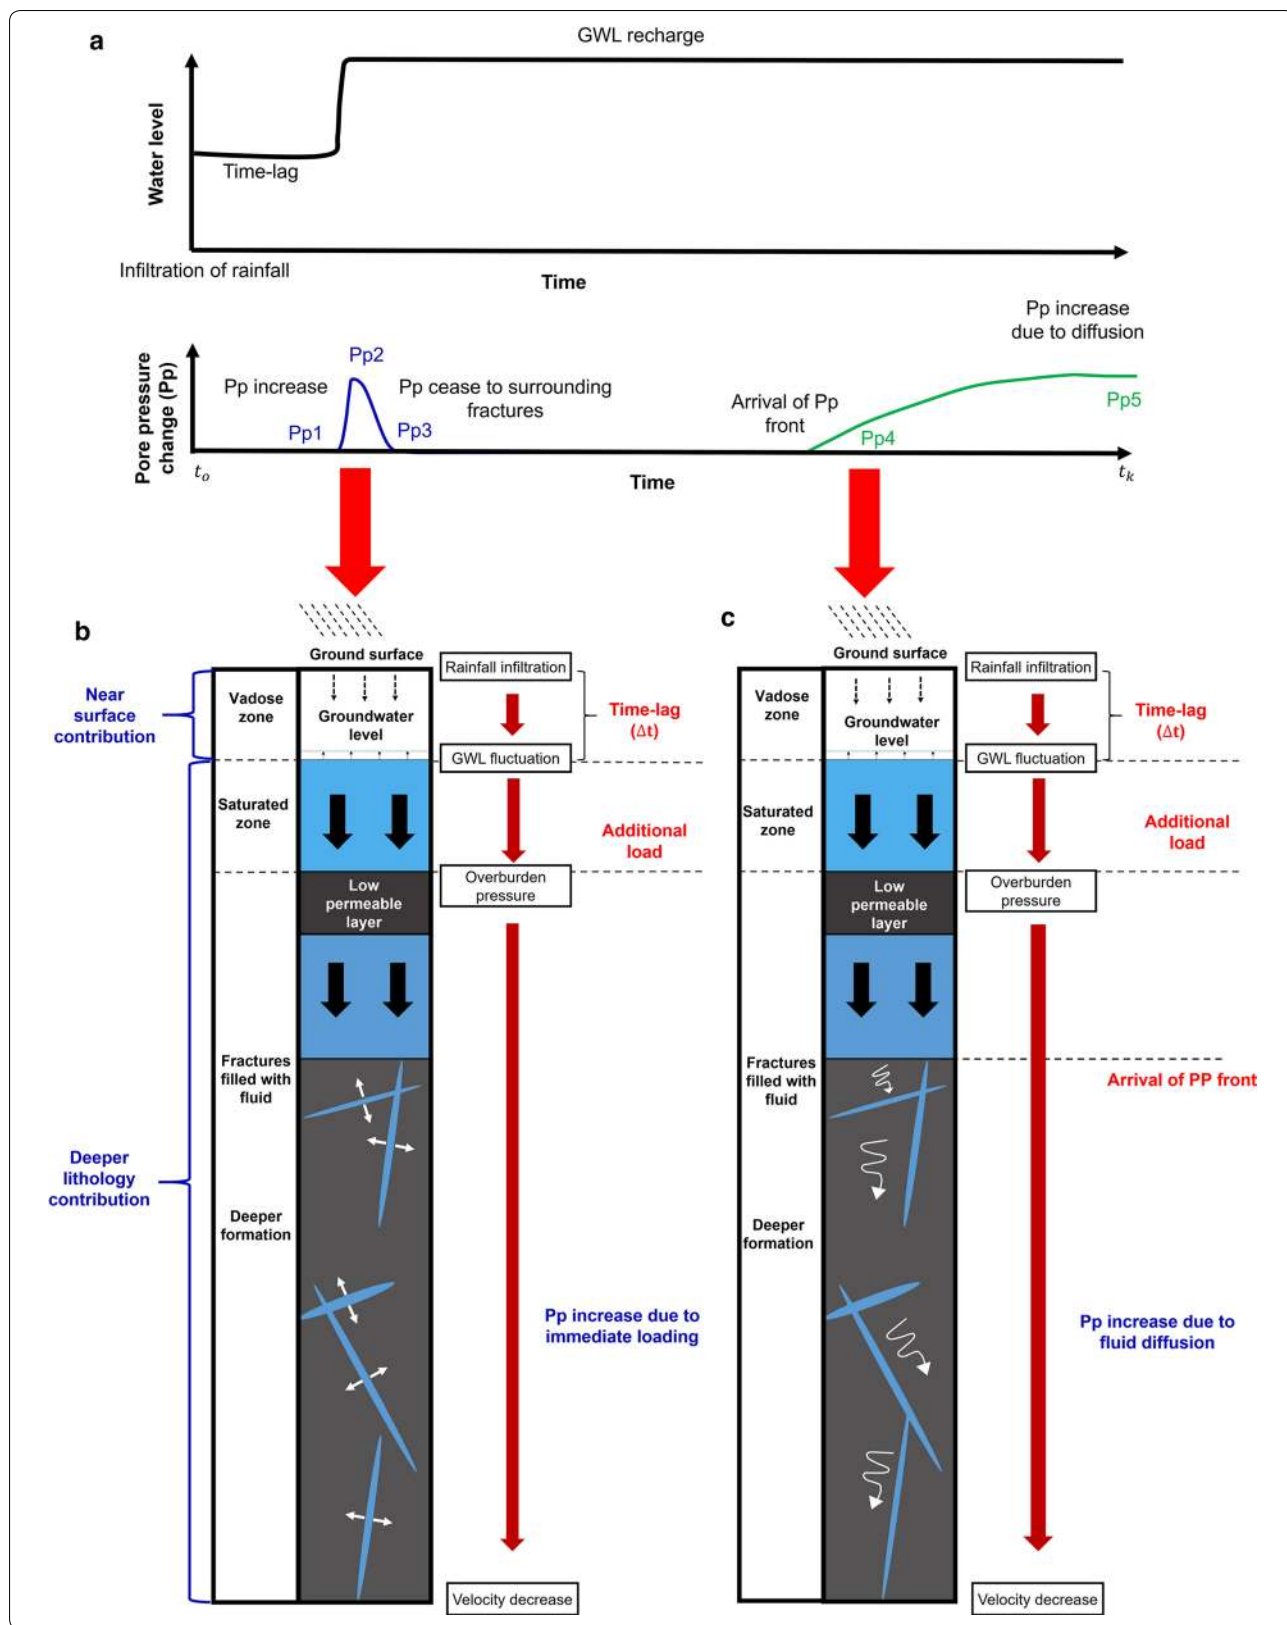 a
GWL recharge
Water level
Time-lag
Infiltration of rainfall
Time
Pp increase
due to diffusion
Pore pressure
change (Pp)
Pp2
Pp increase
Pp cease to surrounding
fractures
Pp1
Pp3
Arrival of Pp
front
Pp4
Pp5
to
Time
tk
b
Ground surface
Near
surface
contribution
Vadose
zone
Groundwater
level
Rainfall infiltration
Time-lag
(Δt)
GWL fluctuation
Saturated
zone
Additional
load
Low
permeable
layer
Overburden
pressure
Fractures
filled with
fluid
Deeper
lithology
contribution
Deeper
formation
Pp increase due to
immediate loading
Velocity decrease
c
Ground surface
Vadose
zone
Groundwater
level
Rainfall infiltration
Time-lag
(Δt)
GWL fluctuation
Saturated
zone
Additional
load
Low
permeable
layer
Overburden
pressure
Fractures
filled with
fluid
Arrival of PP front
Deeper
formation
Pp increase due to
fluid diffusion
Velocity decrease